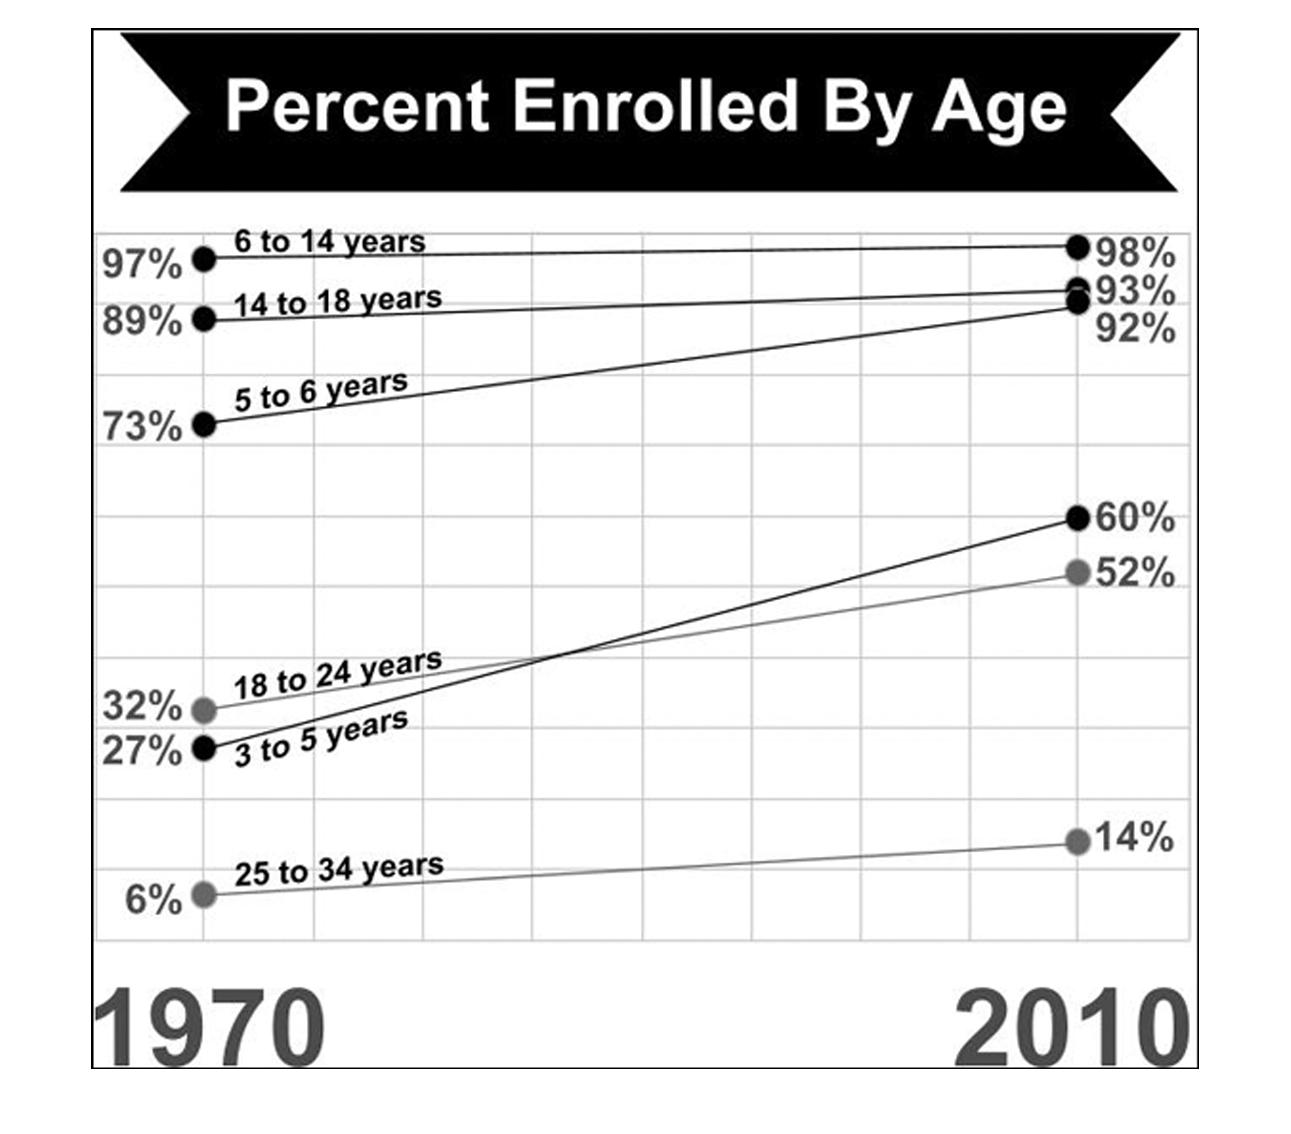 Percent Enrolled By Age
6 to 14 years
97%
98%
14 to 18 years
89%
93%
92%
5 to 6 years
73%
60%
52%
18 to 24 years
32%
27%
3 to 5 years
25 to 34 years
14%
6%
1970
2010